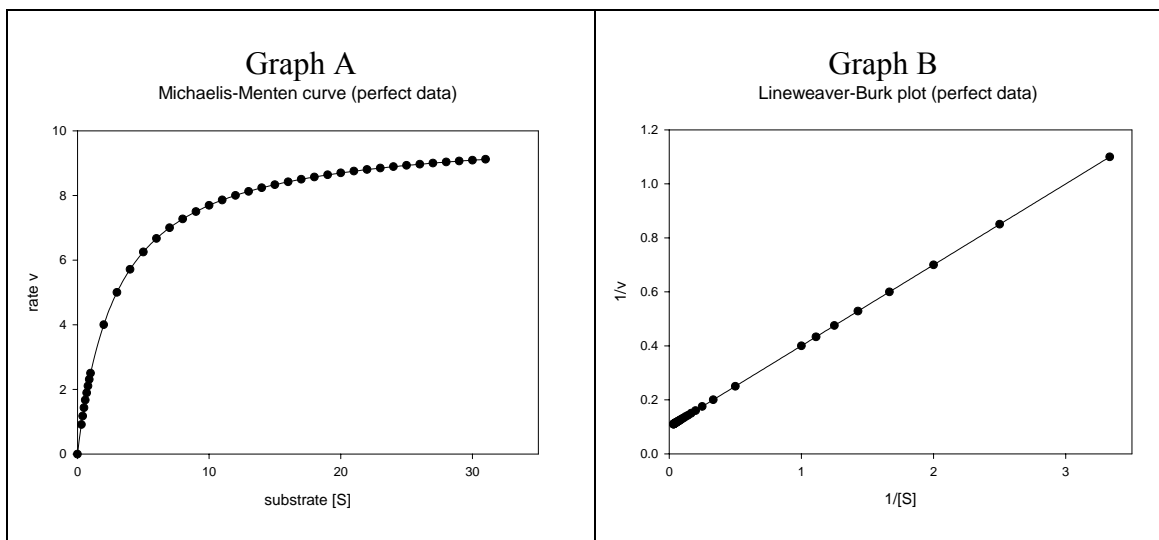 Graph A
Michaelis-Menten curve (perfect data)
10
8
6
4
2
0
rate v
0 10 20 30
substrate [S]
Graph B
Lineweaver-Burk plot (perfect data)
1.2
1.0
0.8
0.6
0.4
0.2
0.0
1/v
0 1 2 3
1/[S]